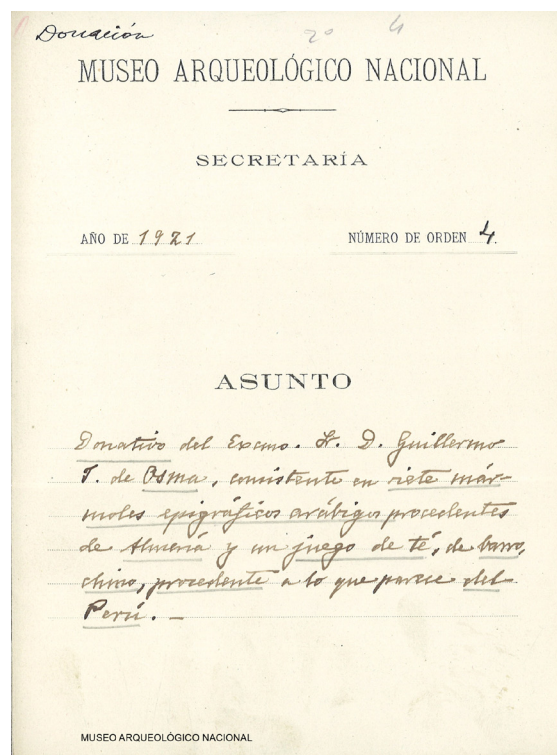 Donación 2º 4
MUSEO ARQUEOLÓGICO NACIONAL
SECRETARÍA
AÑO DE 1921 NÚMERO DE ORDEN 4.
ASUNTO
Donativo del Excmo. Sr. D. Guillermo
J. de Osma, consistente en siete már-
moles epigráficos arábigos procedentes
de Almería y un juego de té, de barro,
chino, procedente a lo que parece del
Perú. —
MUSEO ARQUEOLÓGICO NACIONAL